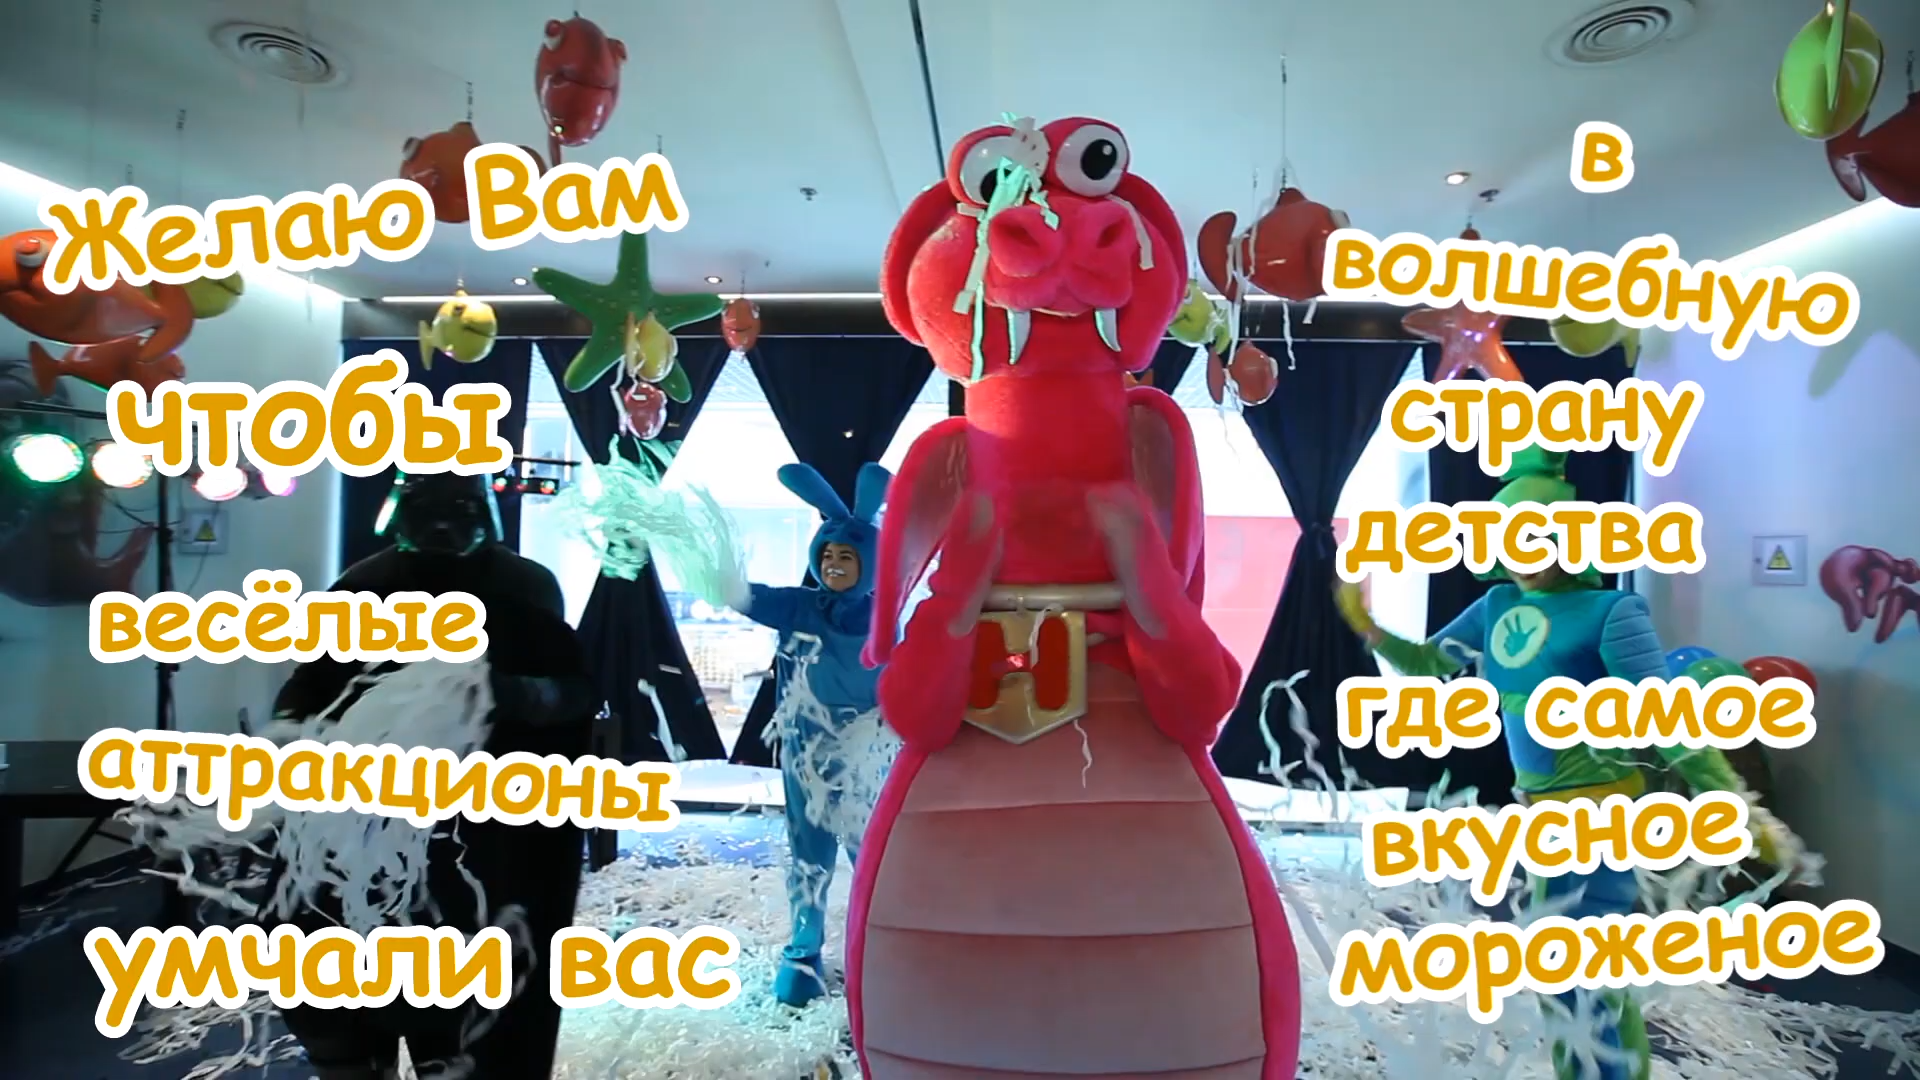 Желаю Вам
чтобы
весёлые
аттракционы
умчали вас
в
волшебную
страну
детства
где самое
вкусное
мороженое
Н